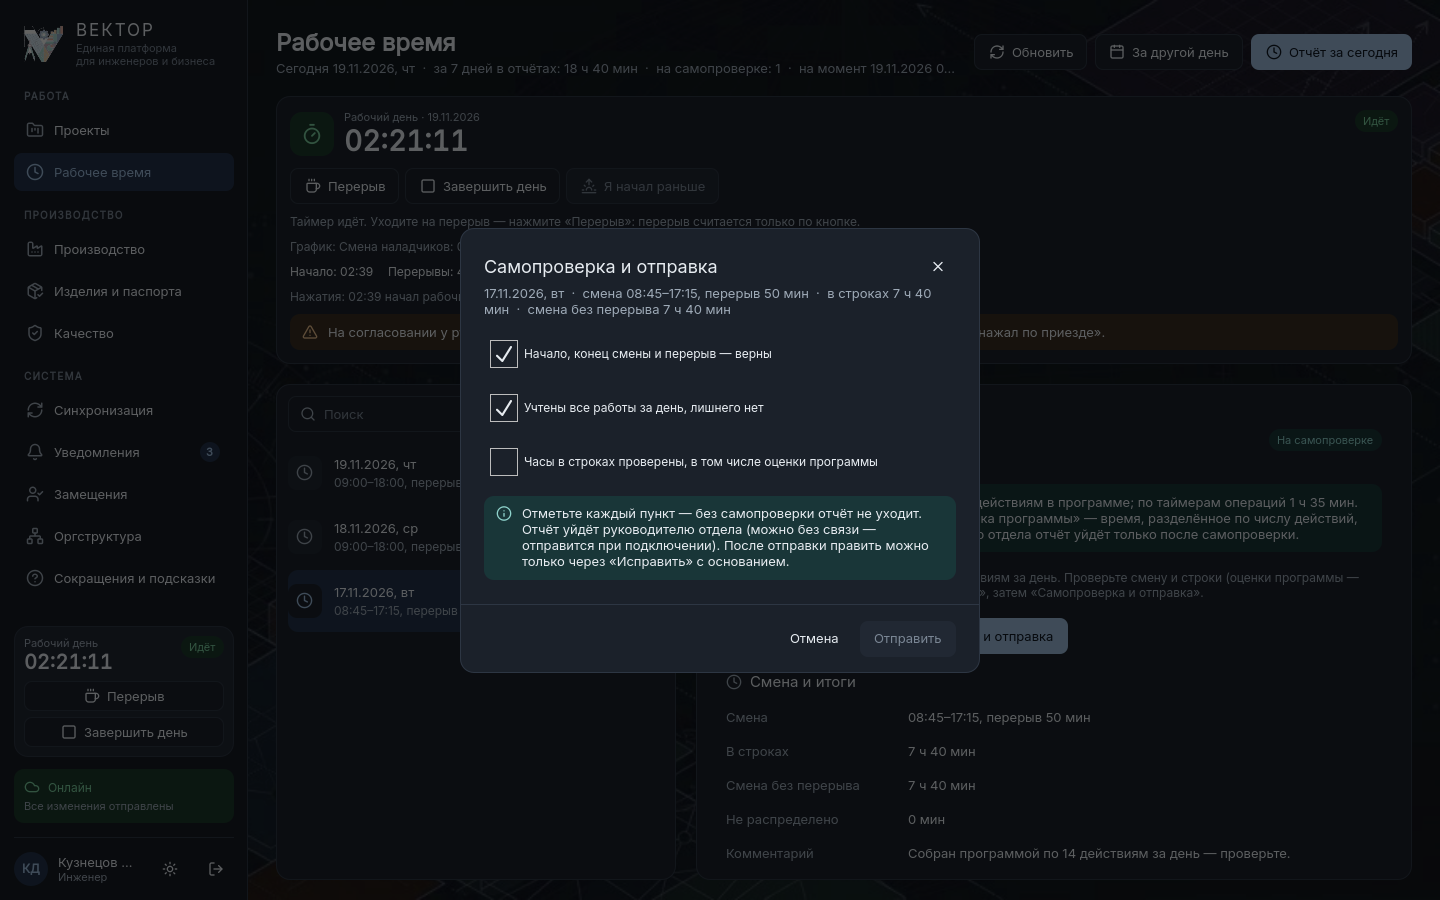 ВЕКТОР
Единая платформа
для инженеров и бизнеса
РАБОТА
Проекты
Рабочее время
ПРОИЗВОДСТВО
Производство
Изделия и паспорта
Качество
СИСТЕМА
Синхронизация
Уведомления
3
Замещения
Оргструктура
Сокращения и подсказки
Рабочий день
Идёт
02:21:11
Перерыв
Завершить день
Онлайн
Все изменения отправлены
КД
Кузнецов ...
Инженер
Рабочее время
Сегодня 19.11.2026, чт · за 7 дней в отчётах: 18 ч 40 мин · на самопроверке: 1 · на момент 19.11.2026 0...
Обновить
За другой день
Отчёт за сегодня
Рабочий день · 19.11.2026
02:21:11
Идёт
Перерыв
Завершить день
Я начал раньше
Таймер идёт. Уходите на перерыв — нажмите «Перерыв»: перерыв считается только по кнопке.
График: Смена наладчиков:
Начало: 02:39 Перерывы:
Нажатия: 02:39 начал
На согласовании у
нажал по приезде».
Поиск
19.11.2026, чт
09:00–18:00, перерыв
18.11.2026, ср
09:00–18:00, перерыв
17.11.2026, вт
08:45–17:15, перерыв
Самопроверка и отправка
17.11.2026, вт · смена 08:45–17:15, перерыв 50 мин · в строках 7 ч 40
мин · смена без перерыва 7 ч 40 мин
Начало, конец смены и перерыв — верны
Учтены все работы за день, лишнего нет
Часы в строках проверены, в том числе оценки программы
Отметьте каждый пункт — без самопроверки отчёт не уходит.
Отчёт уйдёт руководителю отдела (можно без связи —
отправится при подключении). После отправки править можно
только через «Исправить» с основанием.
Отмена
Отправить
На самопроверке
действиям в программе; по таймерам операций 1 ч 35 мин.
программы» — время, разделённое по числу действий,
отдела отчёт уйдёт только после самопроверки.
за день. Проверьте смену и строки (оценки программы —
затем «Самопроверка и отправка».
и отправка
Смена и итоги
Смена
08:45–17:15, перерыв 50 мин
В строках
7 ч 40 мин
Смена без перерыва
7 ч 40 мин
Не распределено
0 мин
Комментарий
Собран программой по 14 действиям за день — проверьте.